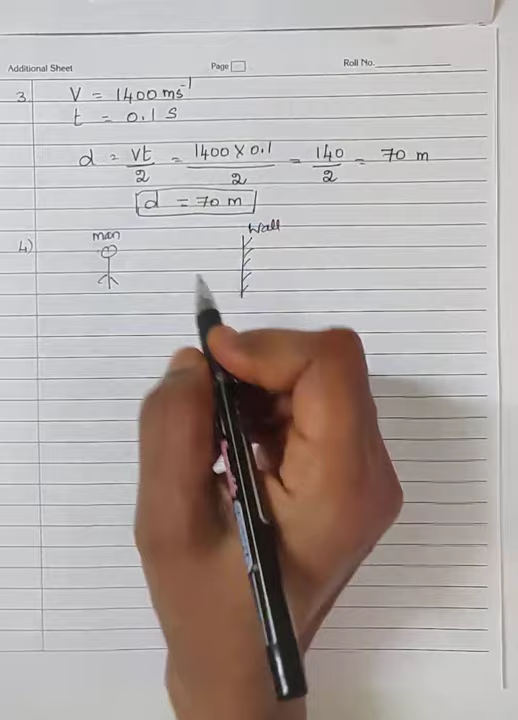 Additional Sheet Page Roll No.
3. V = 1400 ms⁻¹
t = 0.1 s
d = Vt/2 = 1400 X 0.1/2 = 140/2 = 70 m
d = 70 m
4) man Wall